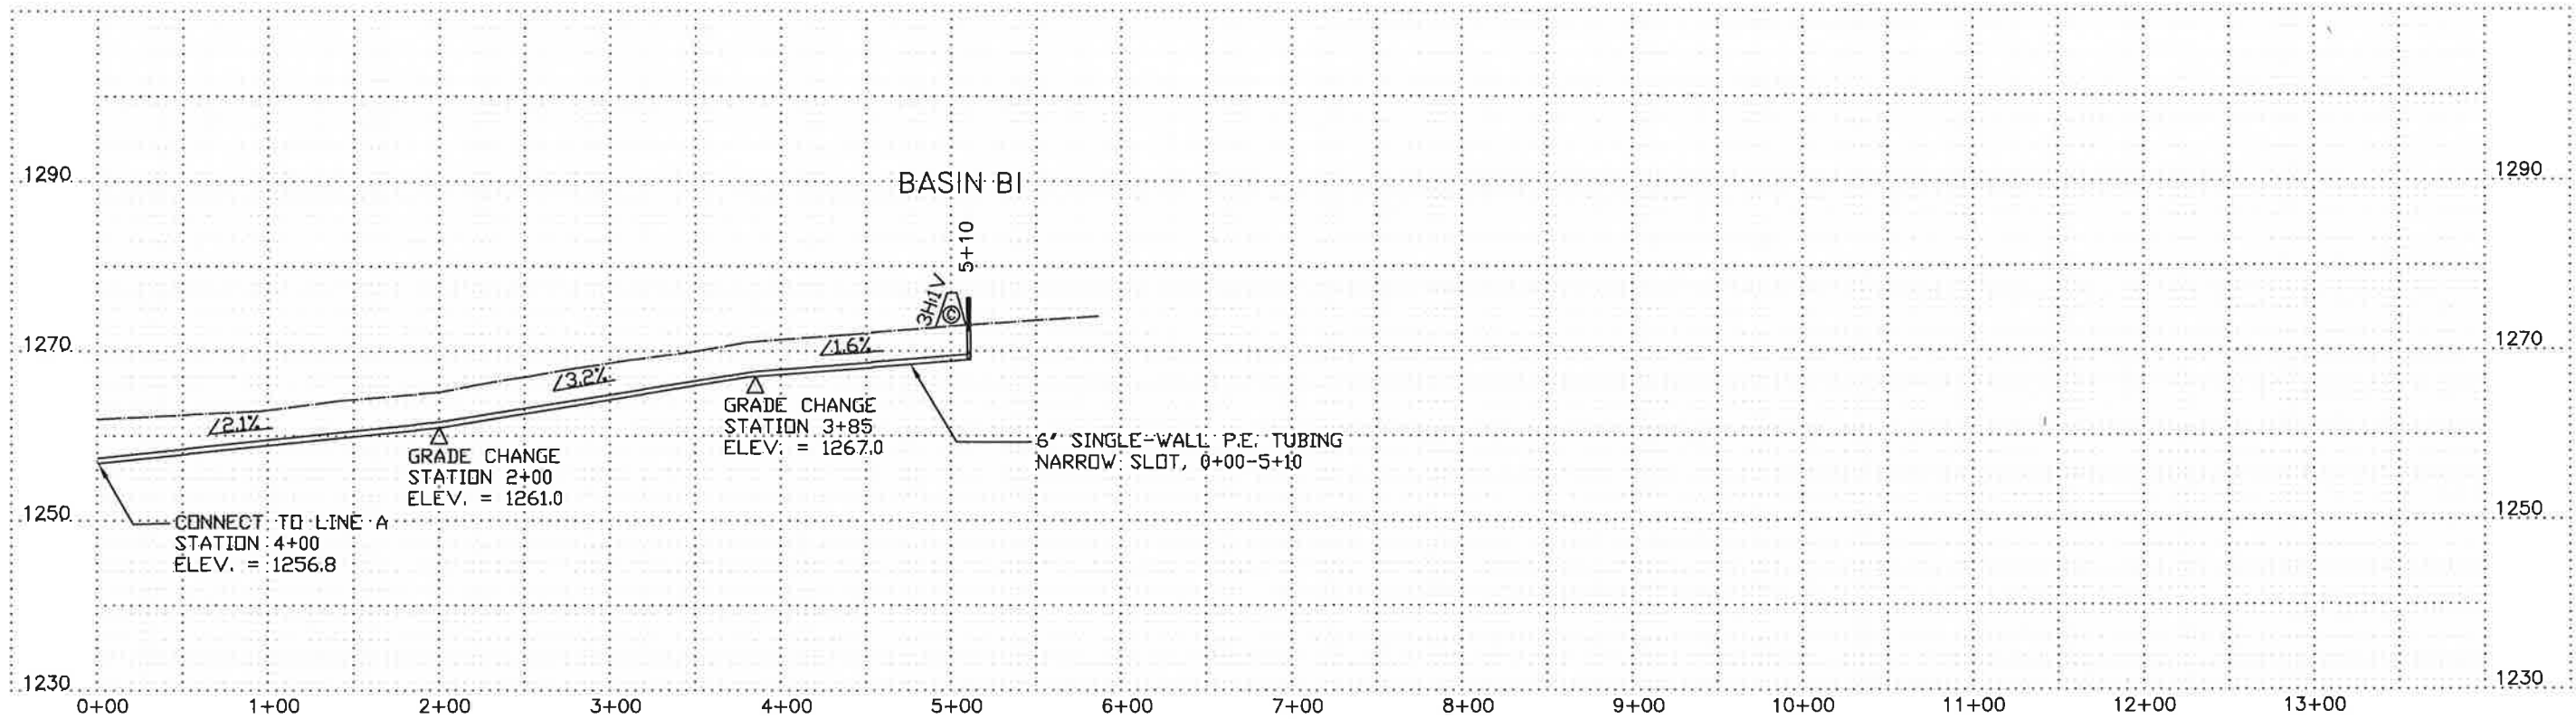 1290
1290
BASIN B1
5+10
3H:1V
©
1270
1270
∠1.6%
∠3.2%
∠2.1%
GRADE CHANGE
STATION 3+85
ELEV. = 1267.0
6" SINGLE-WALL P.E. TUBING
NARROW SLOT, 0+00-5+10
GRADE CHANGE
STATION 2+00
ELEV. = 1261.0
1250
1250
CONNECT TO LINE A
STATION 4+00
ELEV. = 1256.8
1230
1230
0+00 1+00 2+00 3+00 4+00 5+00 6+00 7+00 8+00 9+00 10+00 11+00 12+00 13+00